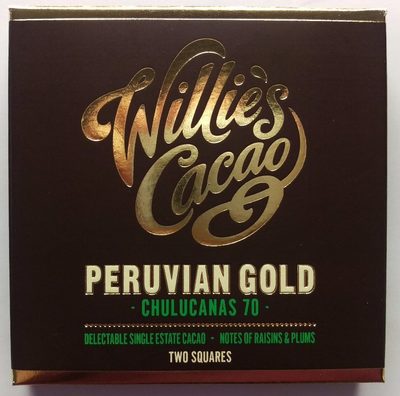 Willie's
Cacao
PERUVIAN GOLD
- CHULUCANAS 70 -
DELECTABLE SINGLE ESTATE CACAO - NOTES OF RAISINS & PLUMS
TWO SQUARES